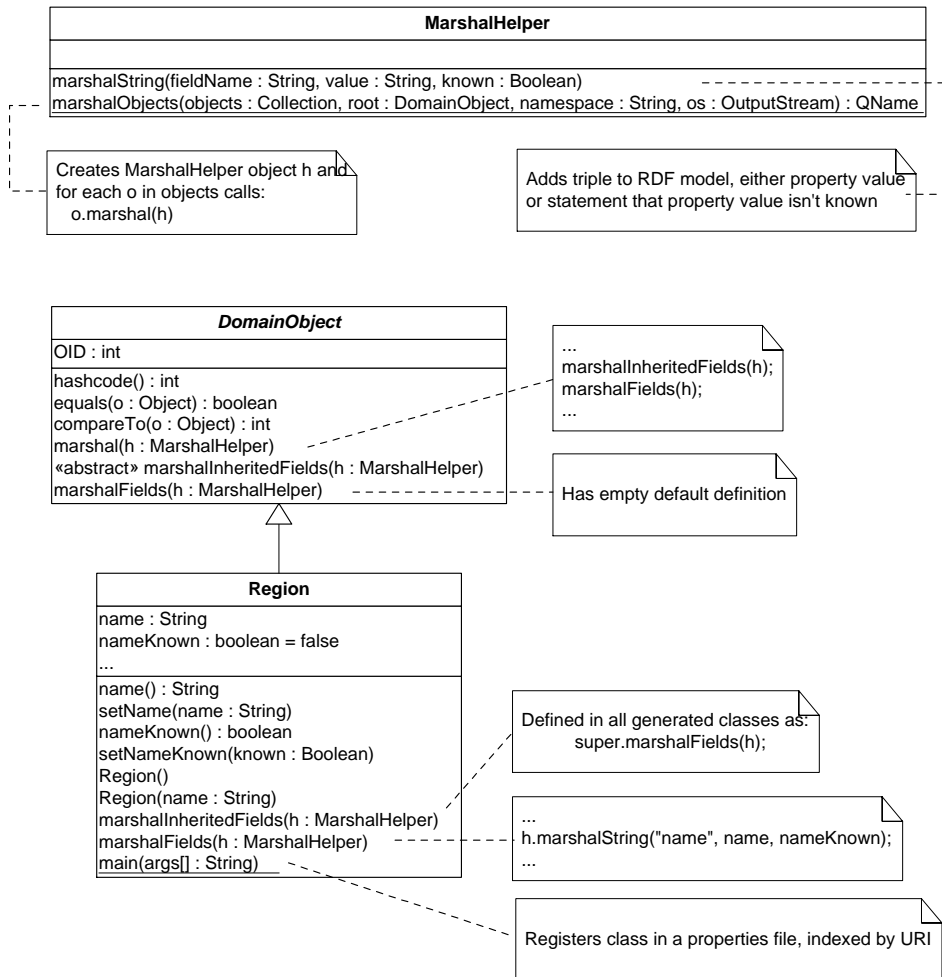 MarshalHelper
marshalString(fieldName : String, value : String, known : Boolean)
marshalObjects(objects : Collection, root : DomainObject, namespace : String, os : OutputStream) : QName
Creates MarshalHelper object h and
for each o in objects calls:
o.marshal(h)
Adds triple to RDF model, either property value
or statement that property value isn't known
DomainObject
OID : int
hashcode() : int
equals(o : Object) : boolean
compareTo(o : Object) : int
marshal(h : MarshalHelper)
«abstract» marshalInheritedFields(h : MarshalHelper)
marshalFields(h : MarshalHelper)
...
marshalInheritedFields(h);
marshalFields(h);
...
Has empty default definition
Region
name : String
nameKnown : boolean = false
...
name() : String
setName(name : String)
nameKnown() : boolean
setNameKnown(known : Boolean)
Region()
Region(name : String)
marshalInheritedFields(h : MarshalHelper)
marshalFields(h : MarshalHelper)
main(args[] : String)
Defined in all generated classes as:
super.marshalFields(h);
...
h.marshalString("name", name, nameKnown);
...
Registers class in a properties file, indexed by URI